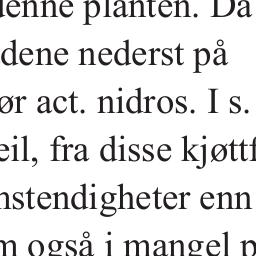 denne planten. Da
dene nederst på
ør act. nidros. I s.
eil, fra disse kjøttf
nstendigheter enn
m også i mangel p